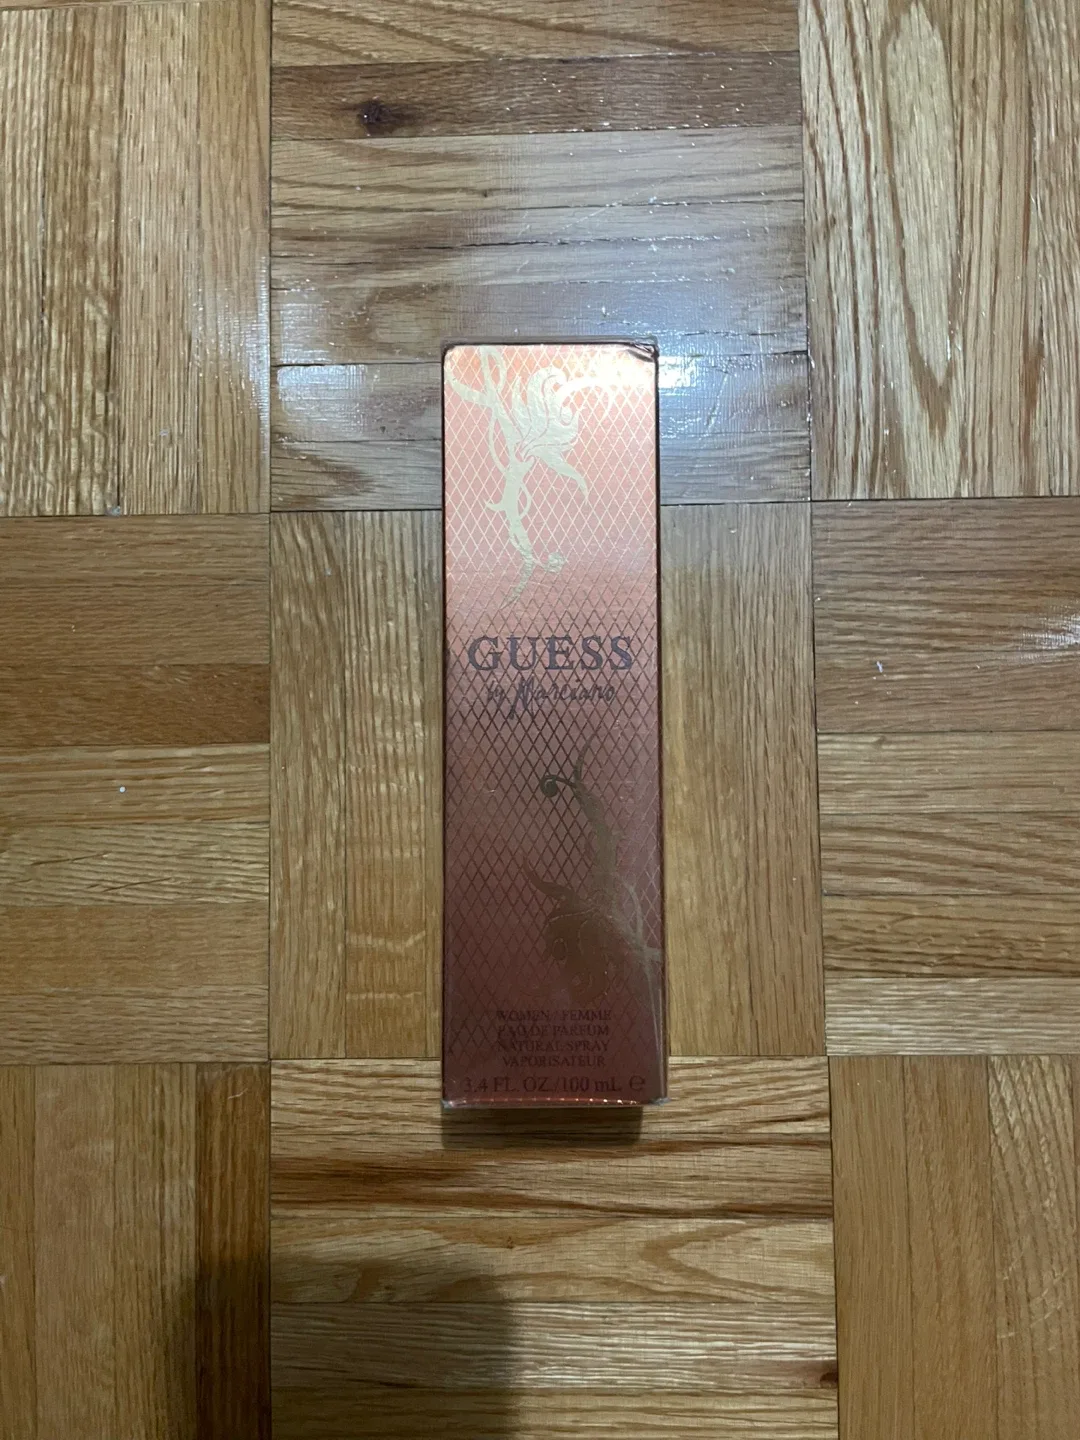 GUESS
by Marciano
WOMEN / FEMME
EAU DE PARFUM
NATURAL SPRAY
VAPORISATEUR
3.4 FL. OZ./100 mL ℮